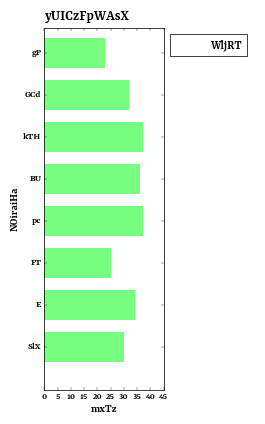 yUICzFpWAsX
WljRT
gP
GCd
kTH
BU
pc
FT
E
SlX
NOiraiHa
0 5 10 15 20 25 30 35 40 45
mxTz